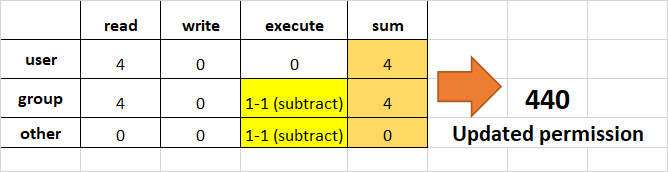 read write execute sum
user 4 0 0 4
group 4 0 1-1 (subtract) 4
440
other 0 0 1-1 (subtract) 0
Updated permission